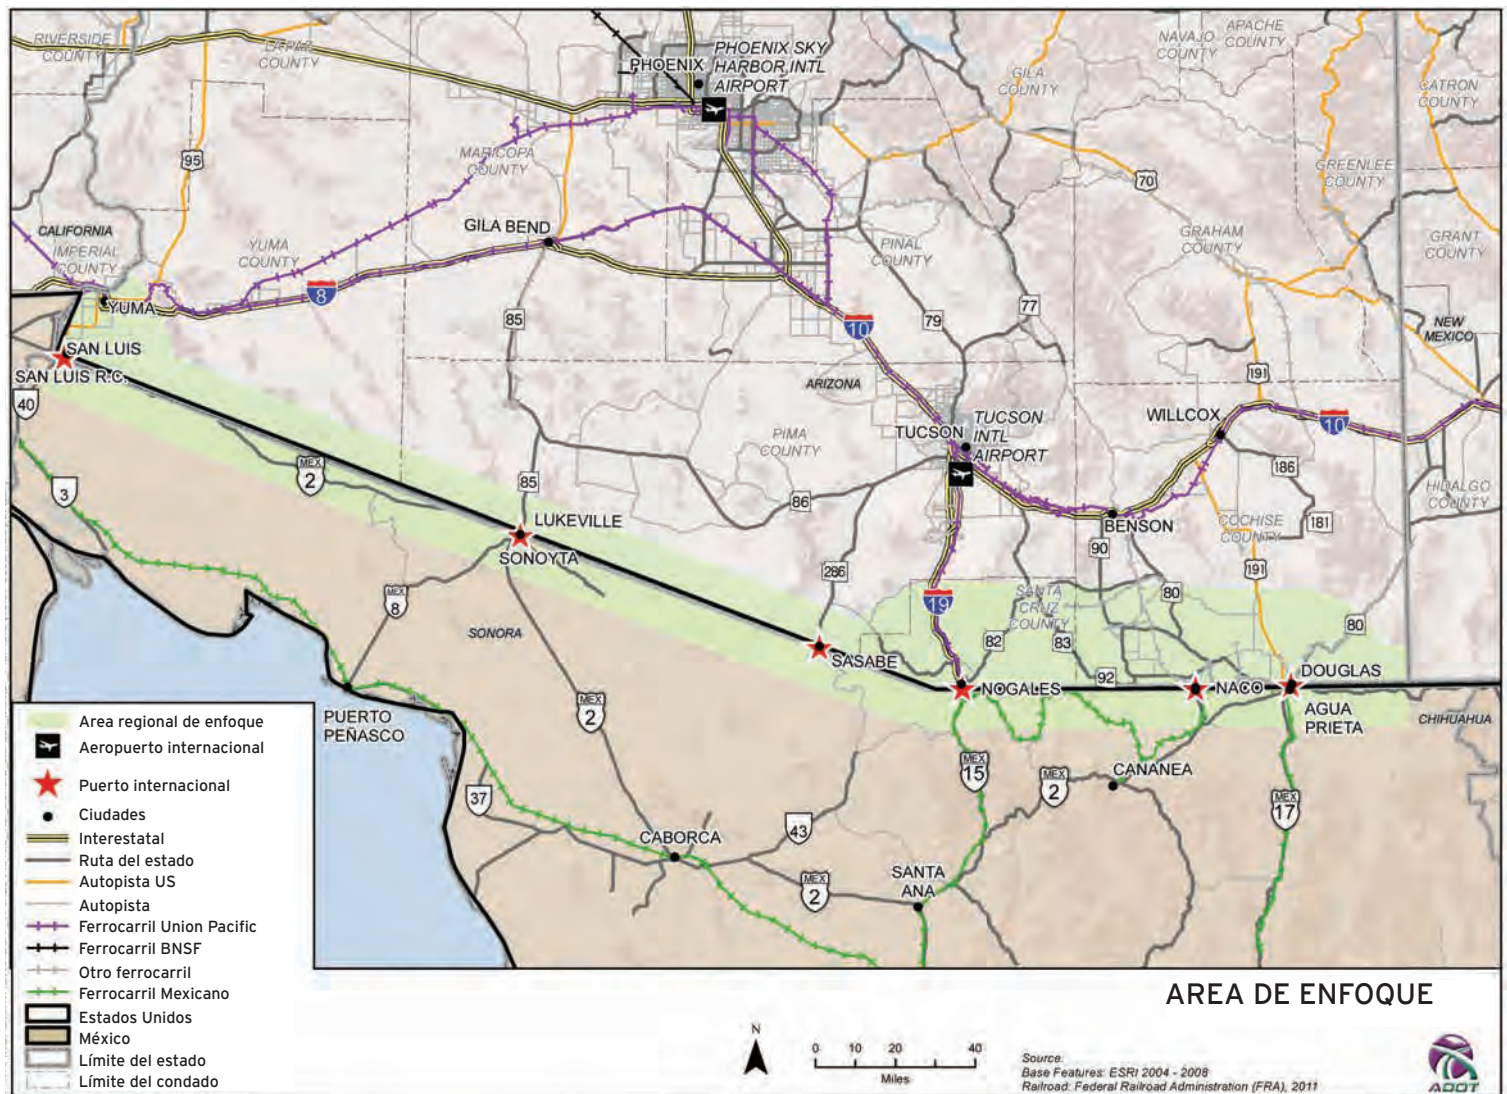 RIVERSIDE
COUNTY
LA PAZ
COUNTY
PHOENIX
PHOENIX SKY
HARBOR INTL
AIRPORT
NAVAJO
COUNTY
APACHE
COUNTY
GILA
COUNTY
CATRON
COUNTY
95
MARICOPA
COUNTY
70
GREENLEE
COUNTY
CALIFORNIA
IMPERIAL
COUNTY
YUMA
COUNTY
GILA BEND
PINAL
COUNTY
GRAHAM
COUNTY
GRANT
COUNTY
8
YUMA
85
10
79
77
NEW
MEXICO
SAN LUIS
SAN LUIS R.C.
40
ARIZONA
191
WILLCOX
10
TUCSON
TUCSON
INTL
AIRPORT
PIMA
COUNTY
MEX
2
3
85
86
186
181
HIDALGO
COUNTY
LUKEVILLE
SONOYTA
BENSON
COCHISE
COUNTY
90
191
286
MEX
8
19
SANTA
CRUZ
COUNTY
80
80
SONORA
82
83
SASABE
92
NOGALES
NACO
DOUGLAS
AGUA
PRIETA
CHIHUAHUA
MEX
2
PUERTO
PEÑASCO
MEX
15
MEX
2
CANANEA
37
MEX
17
43
CABORCA
SANTA
ANA
MEX
2
Area regional de enfoque
Aeropuerto internacional
Puerto internacional
Ciudades
Interestatal
Ruta del estado
Autopista US
Autopista
Ferrocarril Union Pacific
Ferrocarril BNSF
Otro ferrocarril
Ferrocarril Mexicano
Estados Unidos
México
Límite del estado
Límite del condado
AREA DE ENFOQUE
N
0 10 20 40
Miles
Source:
Base Features: ESRI 2004 - 2008
Railroad: Federal Railroad Administration (FRA), 2011
ADOT